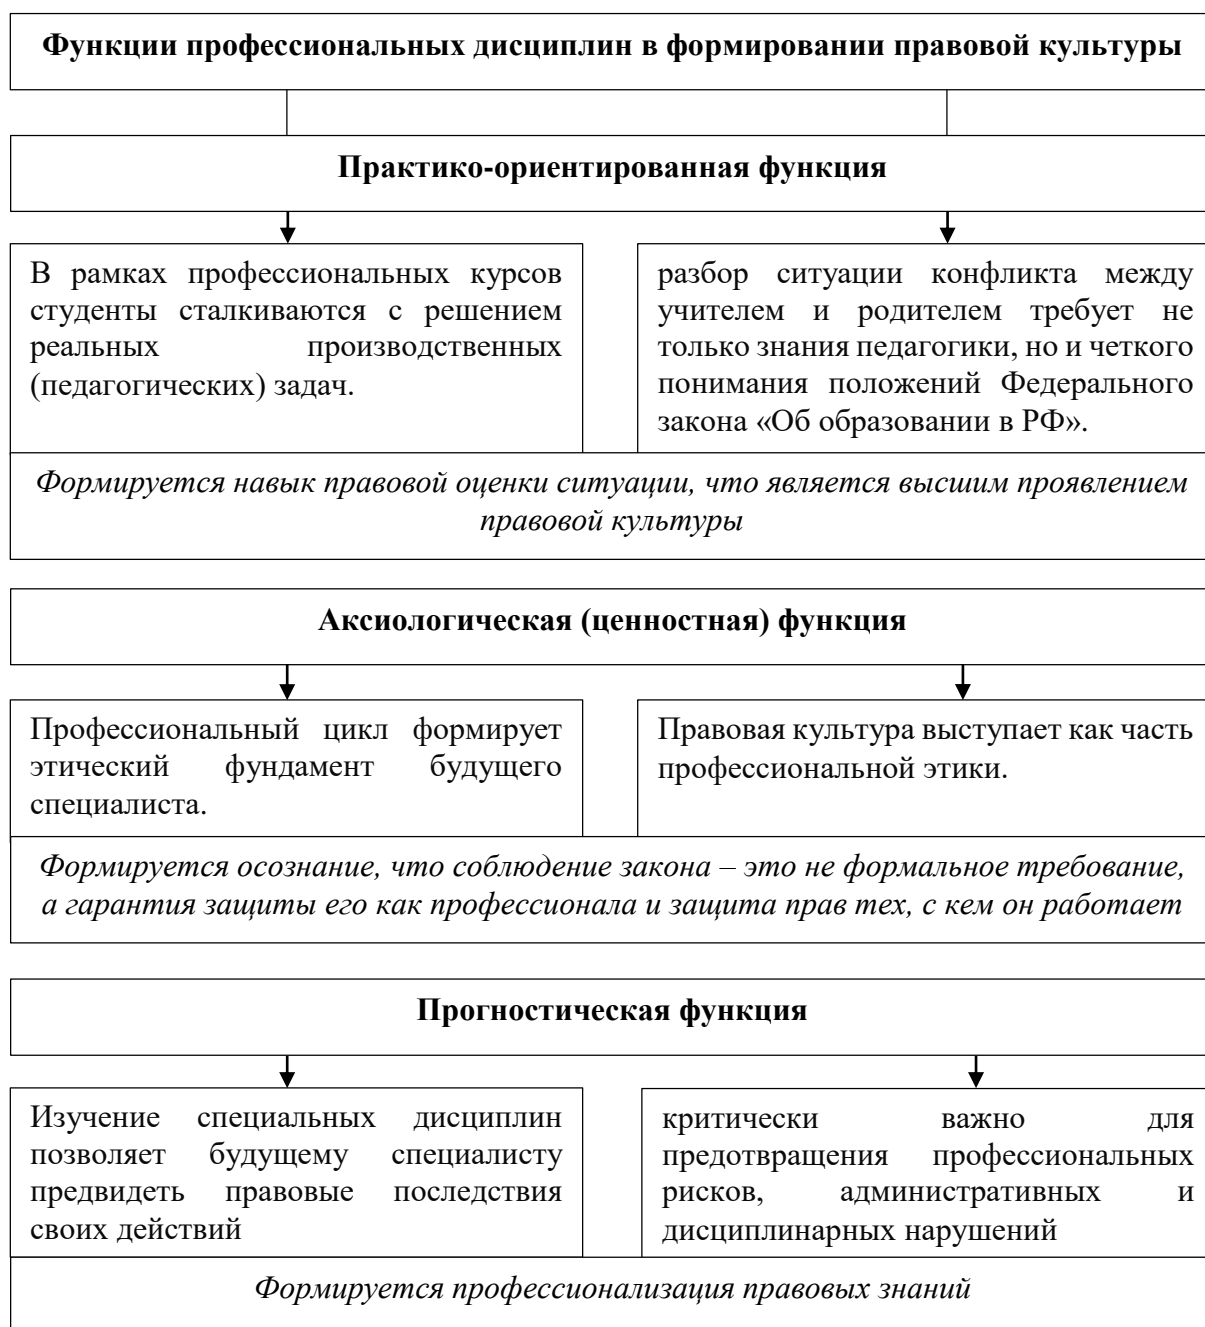 Функции профессиональных дисциплин в формировании правовой культуры
Практико-ориентированная функция
В рамках профессиональных курсов
студенты сталкиваются с решением
реальных производственных
(педагогических) задач.
разбор ситуации конфликта между
учителем и родителем требует не
только знания педагогики, но и четкого
понимания положений Федерального
закона «Об образовании в РФ».
Формируется навык правовой оценки ситуации, что является высшим проявлением
правовой культуры
Аксиологическая (ценностная) функция
Профессиональный цикл формирует
этический фундамент будущего
специалиста.
Правовая культура выступает как часть
профессиональной этики.
Формируется осознание, что соблюдение закона – это не формальное требование,
а гарантия защиты его как профессионала и защита прав тех, с кем он работает
Прогностическая функция
Изучение специальных дисциплин
позволяет будущему специалисту
предвидеть правовые последствия
своих действий
критически важно для
предотвращения профессиональных
рисков, административных и
дисциплинарных нарушений
Формируется профессионализация правовых знаний